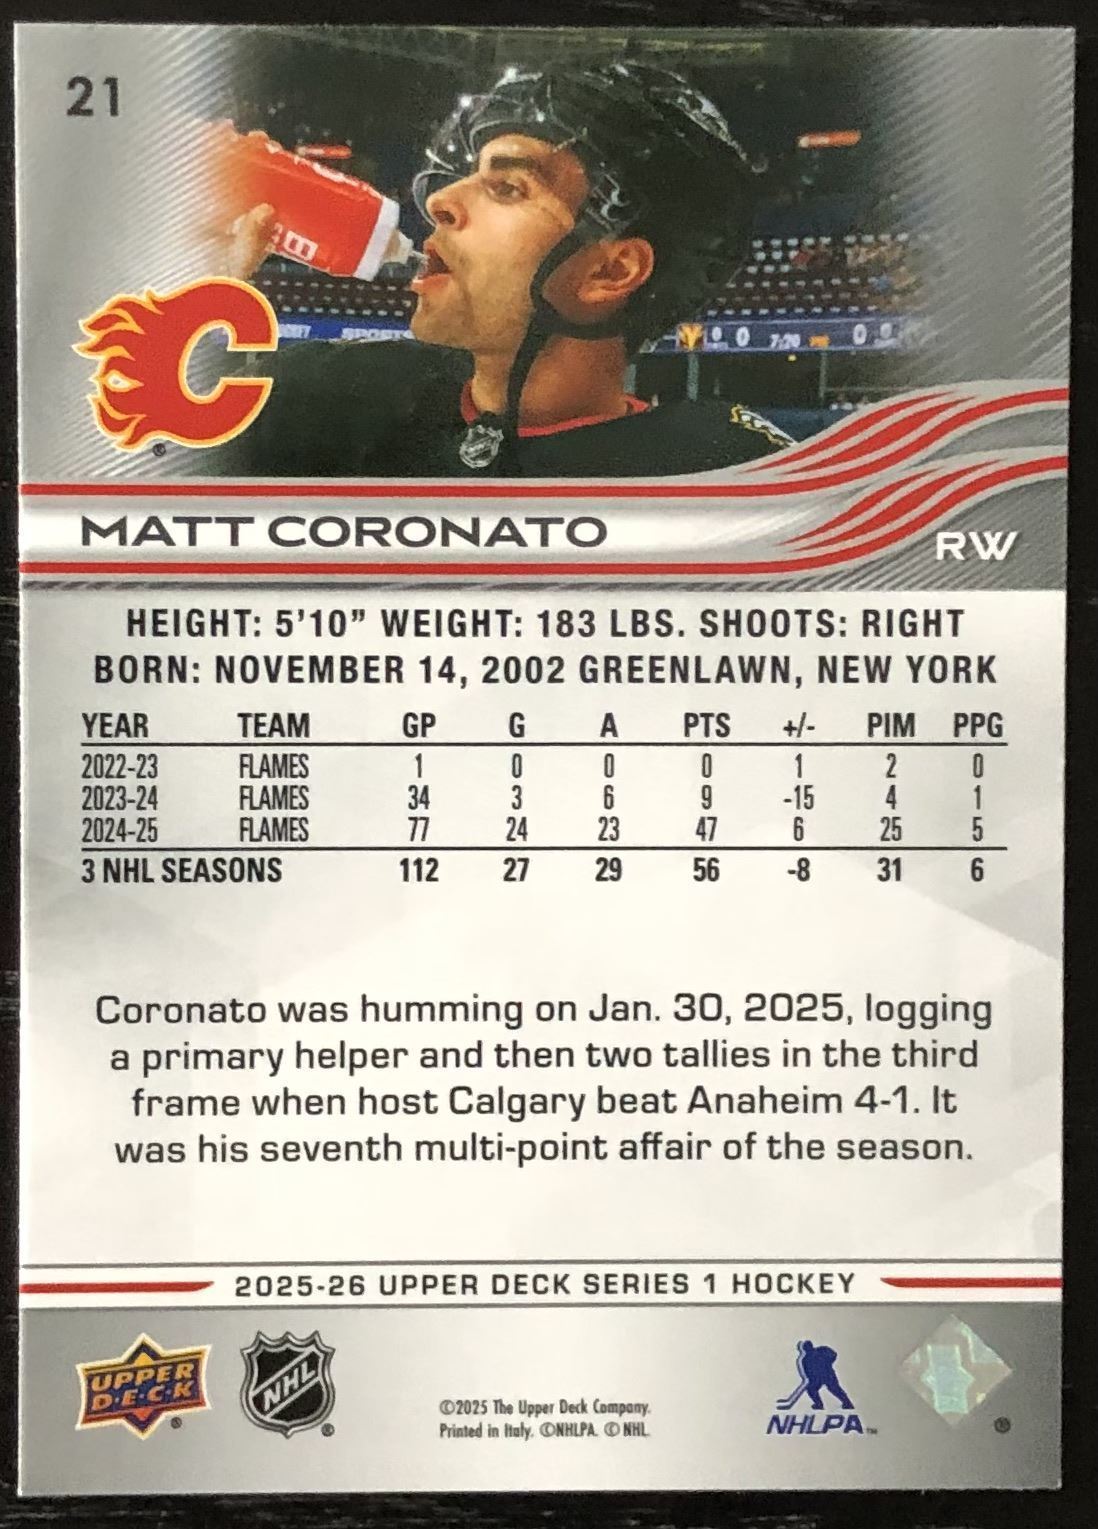 21
0 7:20 0
MATT CORONATO
RW
HEIGHT: 5'10" WEIGHT: 183 LBS. SHOOTS: RIGHT
BORN: NOVEMBER 14, 2002 GREENLAWN, NEW YORK
YEAR TEAM GP G A PTS +/- PIM PPG
2022-23 FLAMES 1 0 0 0 1 2 0
2023-24 FLAMES 34 3 6 9 -15 4 1
2024-25 FLAMES 77 24 23 47 6 25 5
3 NHL SEASONS 112 27 29 56 -8 31 6
Coronato was humming on Jan. 30, 2025, logging
a primary helper and then two tallies in the third
frame when host Calgary beat Anaheim 4-1. It
was his seventh multi-point affair of the season.
2025-26 UPPER DECK SERIES 1 HOCKEY
UPPER
D·E·C·K
®
NHL
®
©2025 The Upper Deck Company.
Printed in Italy. ©NHLPA. © NHL.
NHLPA™
®